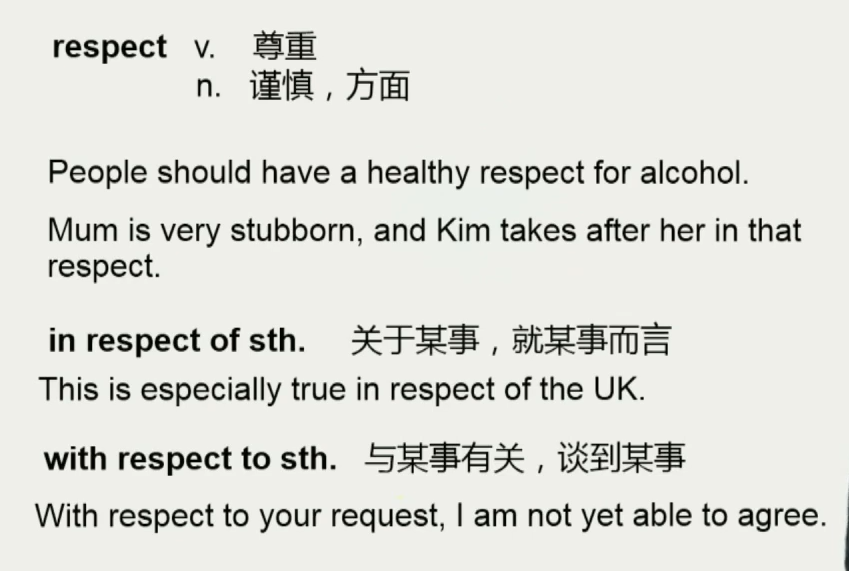 respect v. 尊重
n. 谨慎，方面
People should have a healthy respect for alcohol.
Mum is very stubborn, and Kim takes after her in that
respect.
in respect of sth. 关于某事，就某事而言
This is especially true in respect of the UK.
with respect to sth. 与某事有关，谈到某事
With respect to your request, I am not yet able to agree.